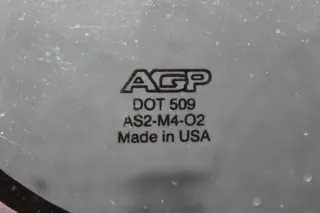 AGP
DOT 509
AS2-M4-O2
Made in USA